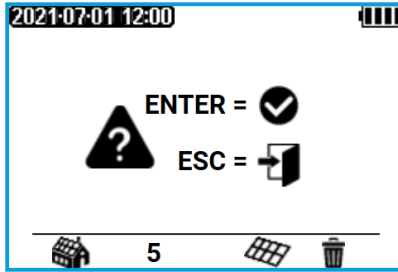 2021-07-01 12:00
?
ENTER =
ESC =
5